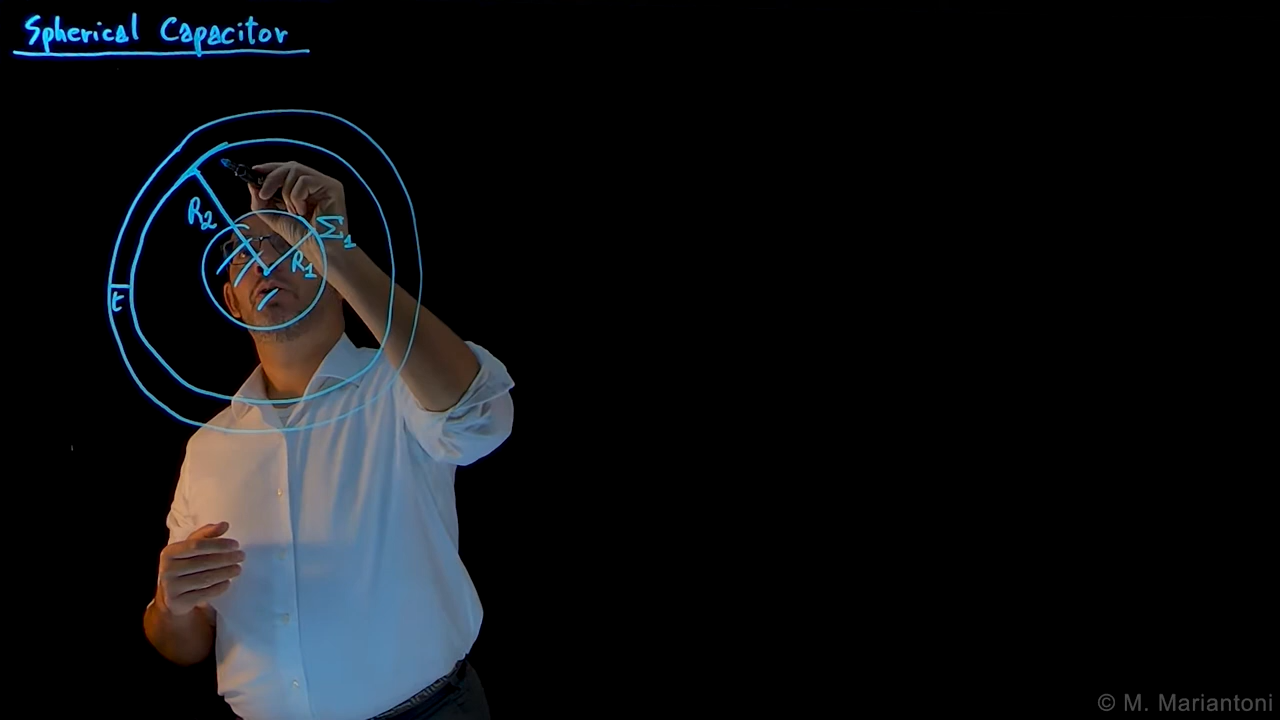 Spherical Capacitor
R2
Σ1
R1
t
© M. Mariantoni